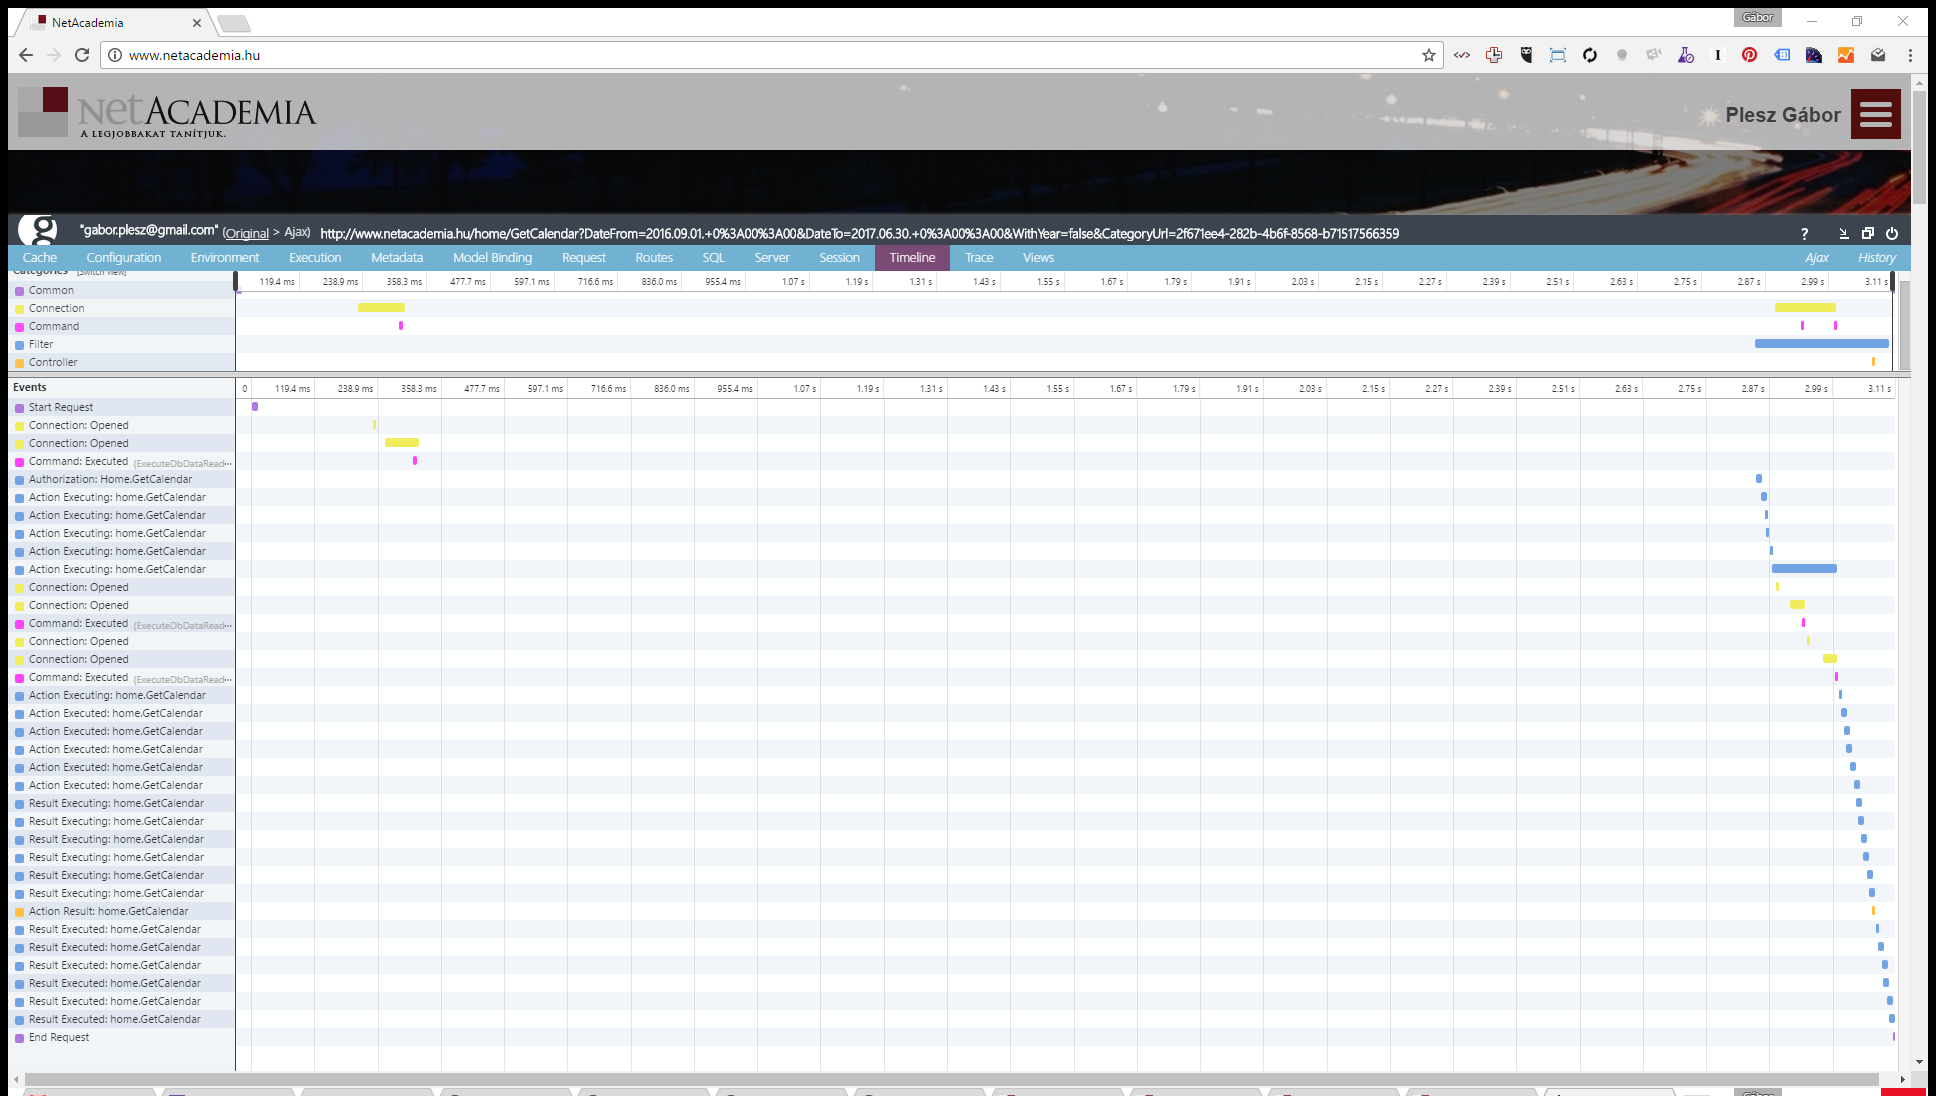 NetAcademia
Gábor
www.netacademia.hu
netACADEMIA
A LEGJOBBAKAT TANÍTJUK.
Plesz Gábor
"gabor.plesz@gmail.com" (Original > Ajax) http://www.netacademia.hu/home/GetCalendar?DateFrom=2016.09.01.+0%3A00%3A00&DateTo=2017.06.30.+0%3A00%3A00&WithYear=false&CategoryUrl=2f671ee4-282b-4b6f-8568-b71517566359
?
Cache Configuration Environment Execution Metadata Model Binding Request Routes SQL Server Session Timeline Trace Views Ajax History
Categories [Switch view]
119.4 ms 238.9 ms 358.3 ms 477.7 ms 597.1 ms 716.6 ms 836.0 ms 955.4 ms 1.07 s 1.19 s 1.31 s 1.43 s 1.55 s 1.67 s 1.79 s 1.91 s 2.03 s 2.15 s 2.27 s 2.39 s 2.51 s 2.63 s 2.75 s 2.87 s 2.99 s 3.11 s
Common
Connection
Command
Filter
Controller
Events
0 119.4 ms 238.9 ms 358.3 ms 477.7 ms 597.1 ms 716.6 ms 836.0 ms 955.4 ms 1.07 s 1.19 s 1.31 s 1.43 s 1.55 s 1.67 s 1.79 s 1.91 s 2.03 s 2.15 s 2.27 s 2.39 s 2.51 s 2.63 s 2.75 s 2.87 s 2.99 s 3.11 s
Start Request
Connection: Opened
Connection: Opened
Command: Executed (ExecuteDbDataRead...
Authorization: Home.GetCalendar
Action Executing: home.GetCalendar
Action Executing: home.GetCalendar
Action Executing: home.GetCalendar
Action Executing: home.GetCalendar
Action Executing: home.GetCalendar
Connection: Opened
Connection: Opened
Command: Executed (ExecuteDbDataRead...
Connection: Opened
Connection: Opened
Command: Executed (ExecuteDbDataRead...
Action Executing: home.GetCalendar
Action Executed: home.GetCalendar
Action Executed: home.GetCalendar
Action Executed: home.GetCalendar
Action Executed: home.GetCalendar
Action Executed: home.GetCalendar
Result Executing: home.GetCalendar
Result Executing: home.GetCalendar
Result Executing: home.GetCalendar
Result Executing: home.GetCalendar
Result Executing: home.GetCalendar
Result Executing: home.GetCalendar
Action Result: home.GetCalendar
Result Executed: home.GetCalendar
Result Executed: home.GetCalendar
Result Executed: home.GetCalendar
Result Executed: home.GetCalendar
Result Executed: home.GetCalendar
Result Executed: home.GetCalendar
End Request
Gábor